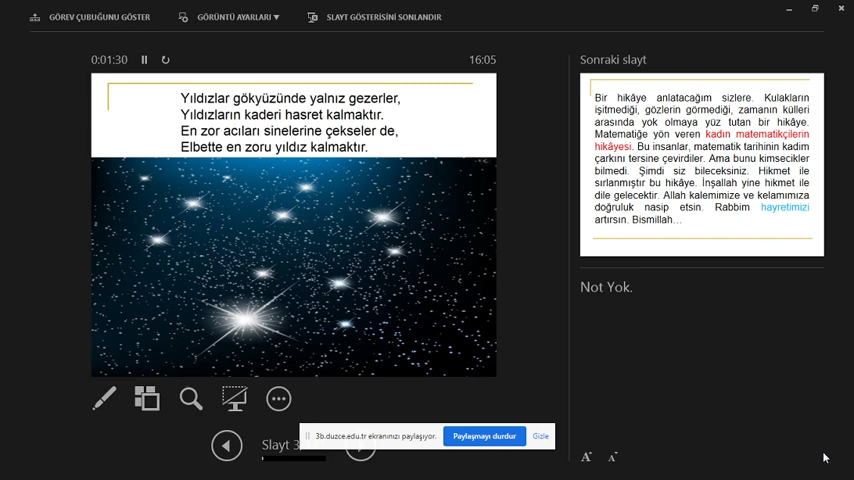 GÖREV ÇUBUĞUNU GÖSTER
GÖRÜNTÜ AYARLARI ▼
SLAYT GÖSTERİSİNİ SONLANDIR
0:01:30
16:05
Yıldızlar gökyüzünde yalnız gezerler,
Yıldızların kaderi hasret kalmaktır.
En zor acıları sinelerine çekseler de,
Elbette en zoru yıldız kalmaktır.
Sonraki slayt
Bir hikâye anlatacağım sizlere. Kulakların
işitmediği, gözlerin görmediği, zamanın külleri
arasında yok olmaya yüz tutan bir hikâye.
Matematiğe yön veren kadın matematikçilerin
hikâyesi. Bu insanlar, matematik tarihinin kadim
çarkını tersine çevirdiler. Ama bunu kimsecikler
bilmedi. Şimdi siz bileceksiniz. Hikmet ile
sırlanmıştır bu hikâye. İnşallah yine hikmet ile
dile gelecektir. Allah kalemimize ve kelamımıza
doğruluk nasip etsin. Rabbim hayretimizi
artırsın. Bismillah…
Not Yok.
Slayt 3
3b.duzce.edu.tr ekranınızı paylaşıyor.
Paylaşmayı durdur
Gizle
A A